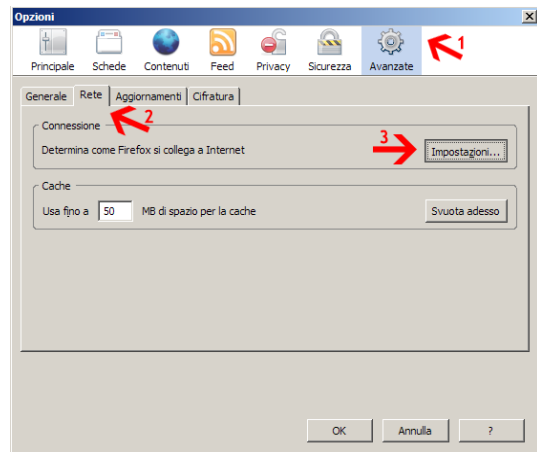 Opzioni
Principale Schede Contenuti Feed Privacy Sicurezza Avanzate
1
Generale Rete Aggiornamenti Cifratura
2
Connessione
Determina come Firefox si collega a Internet
3
Impostazioni...
Cache
Usa fino a 50 MB di spazio per la cache
Svuota adesso
OK Annulla ?